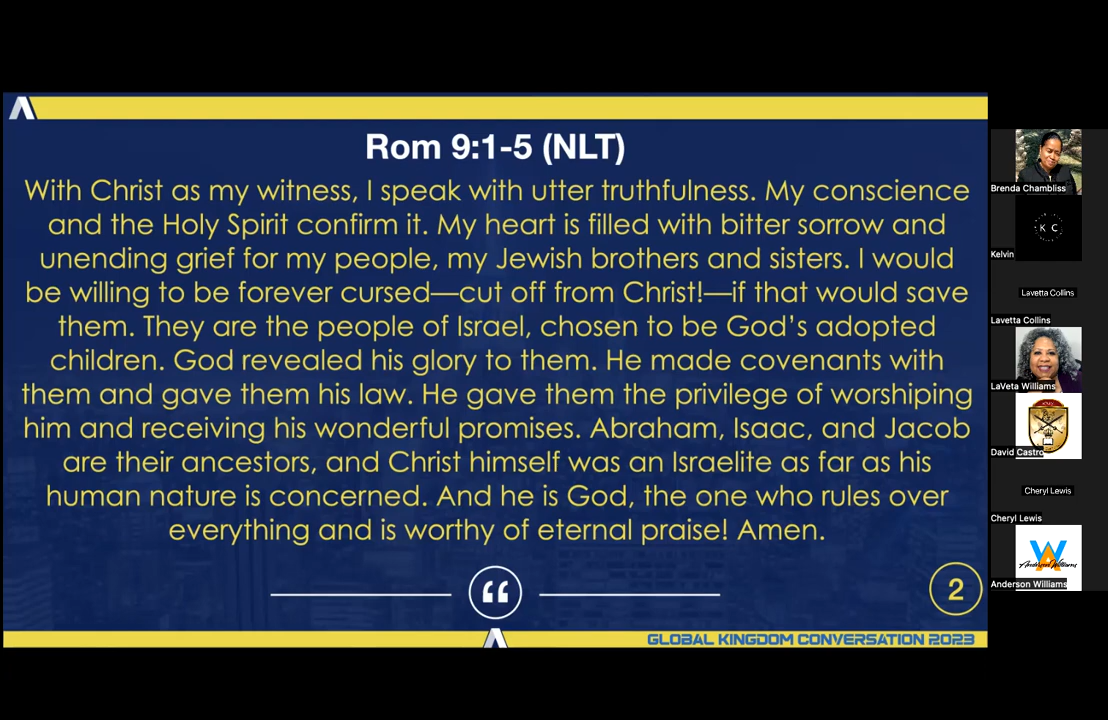 Rom 9:1-5 (NLT)
With Christ as my witness, I speak with utter truthfulness. My conscience
and the Holy Spirit confirm it. My heart is filled with bitter sorrow and
unending grief for my people, my Jewish brothers and sisters. I would
be willing to be forever cursed—cut off from Christ!—if that would save
them. They are the people of Israel, chosen to be God's adopted
children. God revealed his glory to them. He made covenants with
them and gave them his law. He gave them the privilege of worshiping
him and receiving his wonderful promises. Abraham, Isaac, and Jacob
are their ancestors, and Christ himself was an Israelite as far as his
human nature is concerned. And he is God, the one who rules over
everything and is worthy of eternal praise! Amen.
2
GLOBAL KINGDOM CONVERSATION 2023
Brenda Chambliss
K C
Kelvin
Lavetta Collins
Lavetta Collins
LaVeta Williams
David Castro
Cheryl Lewis
Cheryl Lewis
WA
Anderson Williams
Anderson Williams